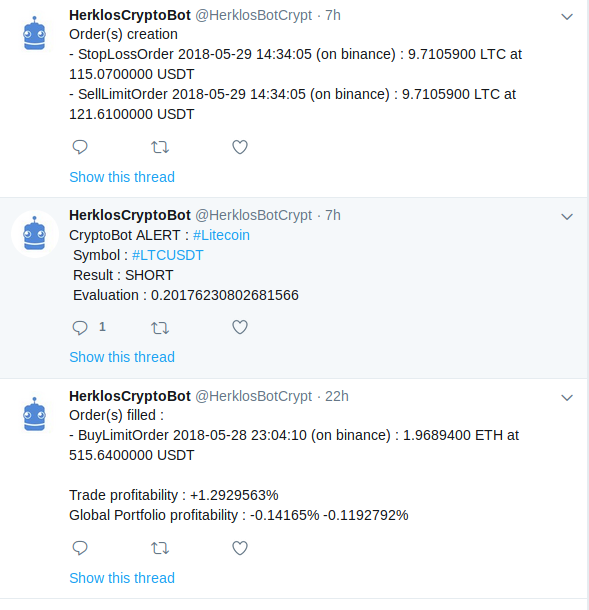 HerklosCryptoBot @HerklosBotCrypt · 7h
Order(s) creation
- StopLossOrder 2018-05-29 14:34:05 (on binance) : 9.7105900 LTC at
115.0700000 USDT
- SellLimitOrder 2018-05-29 14:34:05 (on binance) : 9.7105900 LTC at
121.6100000 USDT
Show this thread
HerklosCryptoBot @HerklosBotCrypt · 7h
CryptoBot ALERT : #Litecoin
Symbol : #LTCUSDT
Result : SHORT
Evaluation : 0.20176230802681566
1
Show this thread
HerklosCryptoBot @HerklosBotCrypt · 22h
Order(s) filled :
- BuyLimitOrder 2018-05-28 23:04:10 (on binance) : 1.9689400 ETH at
515.6400000 USDT
Trade profitability : +1.2929563%
Global Portfolio profitability : -0.14165% -0.1192792%
Show this thread